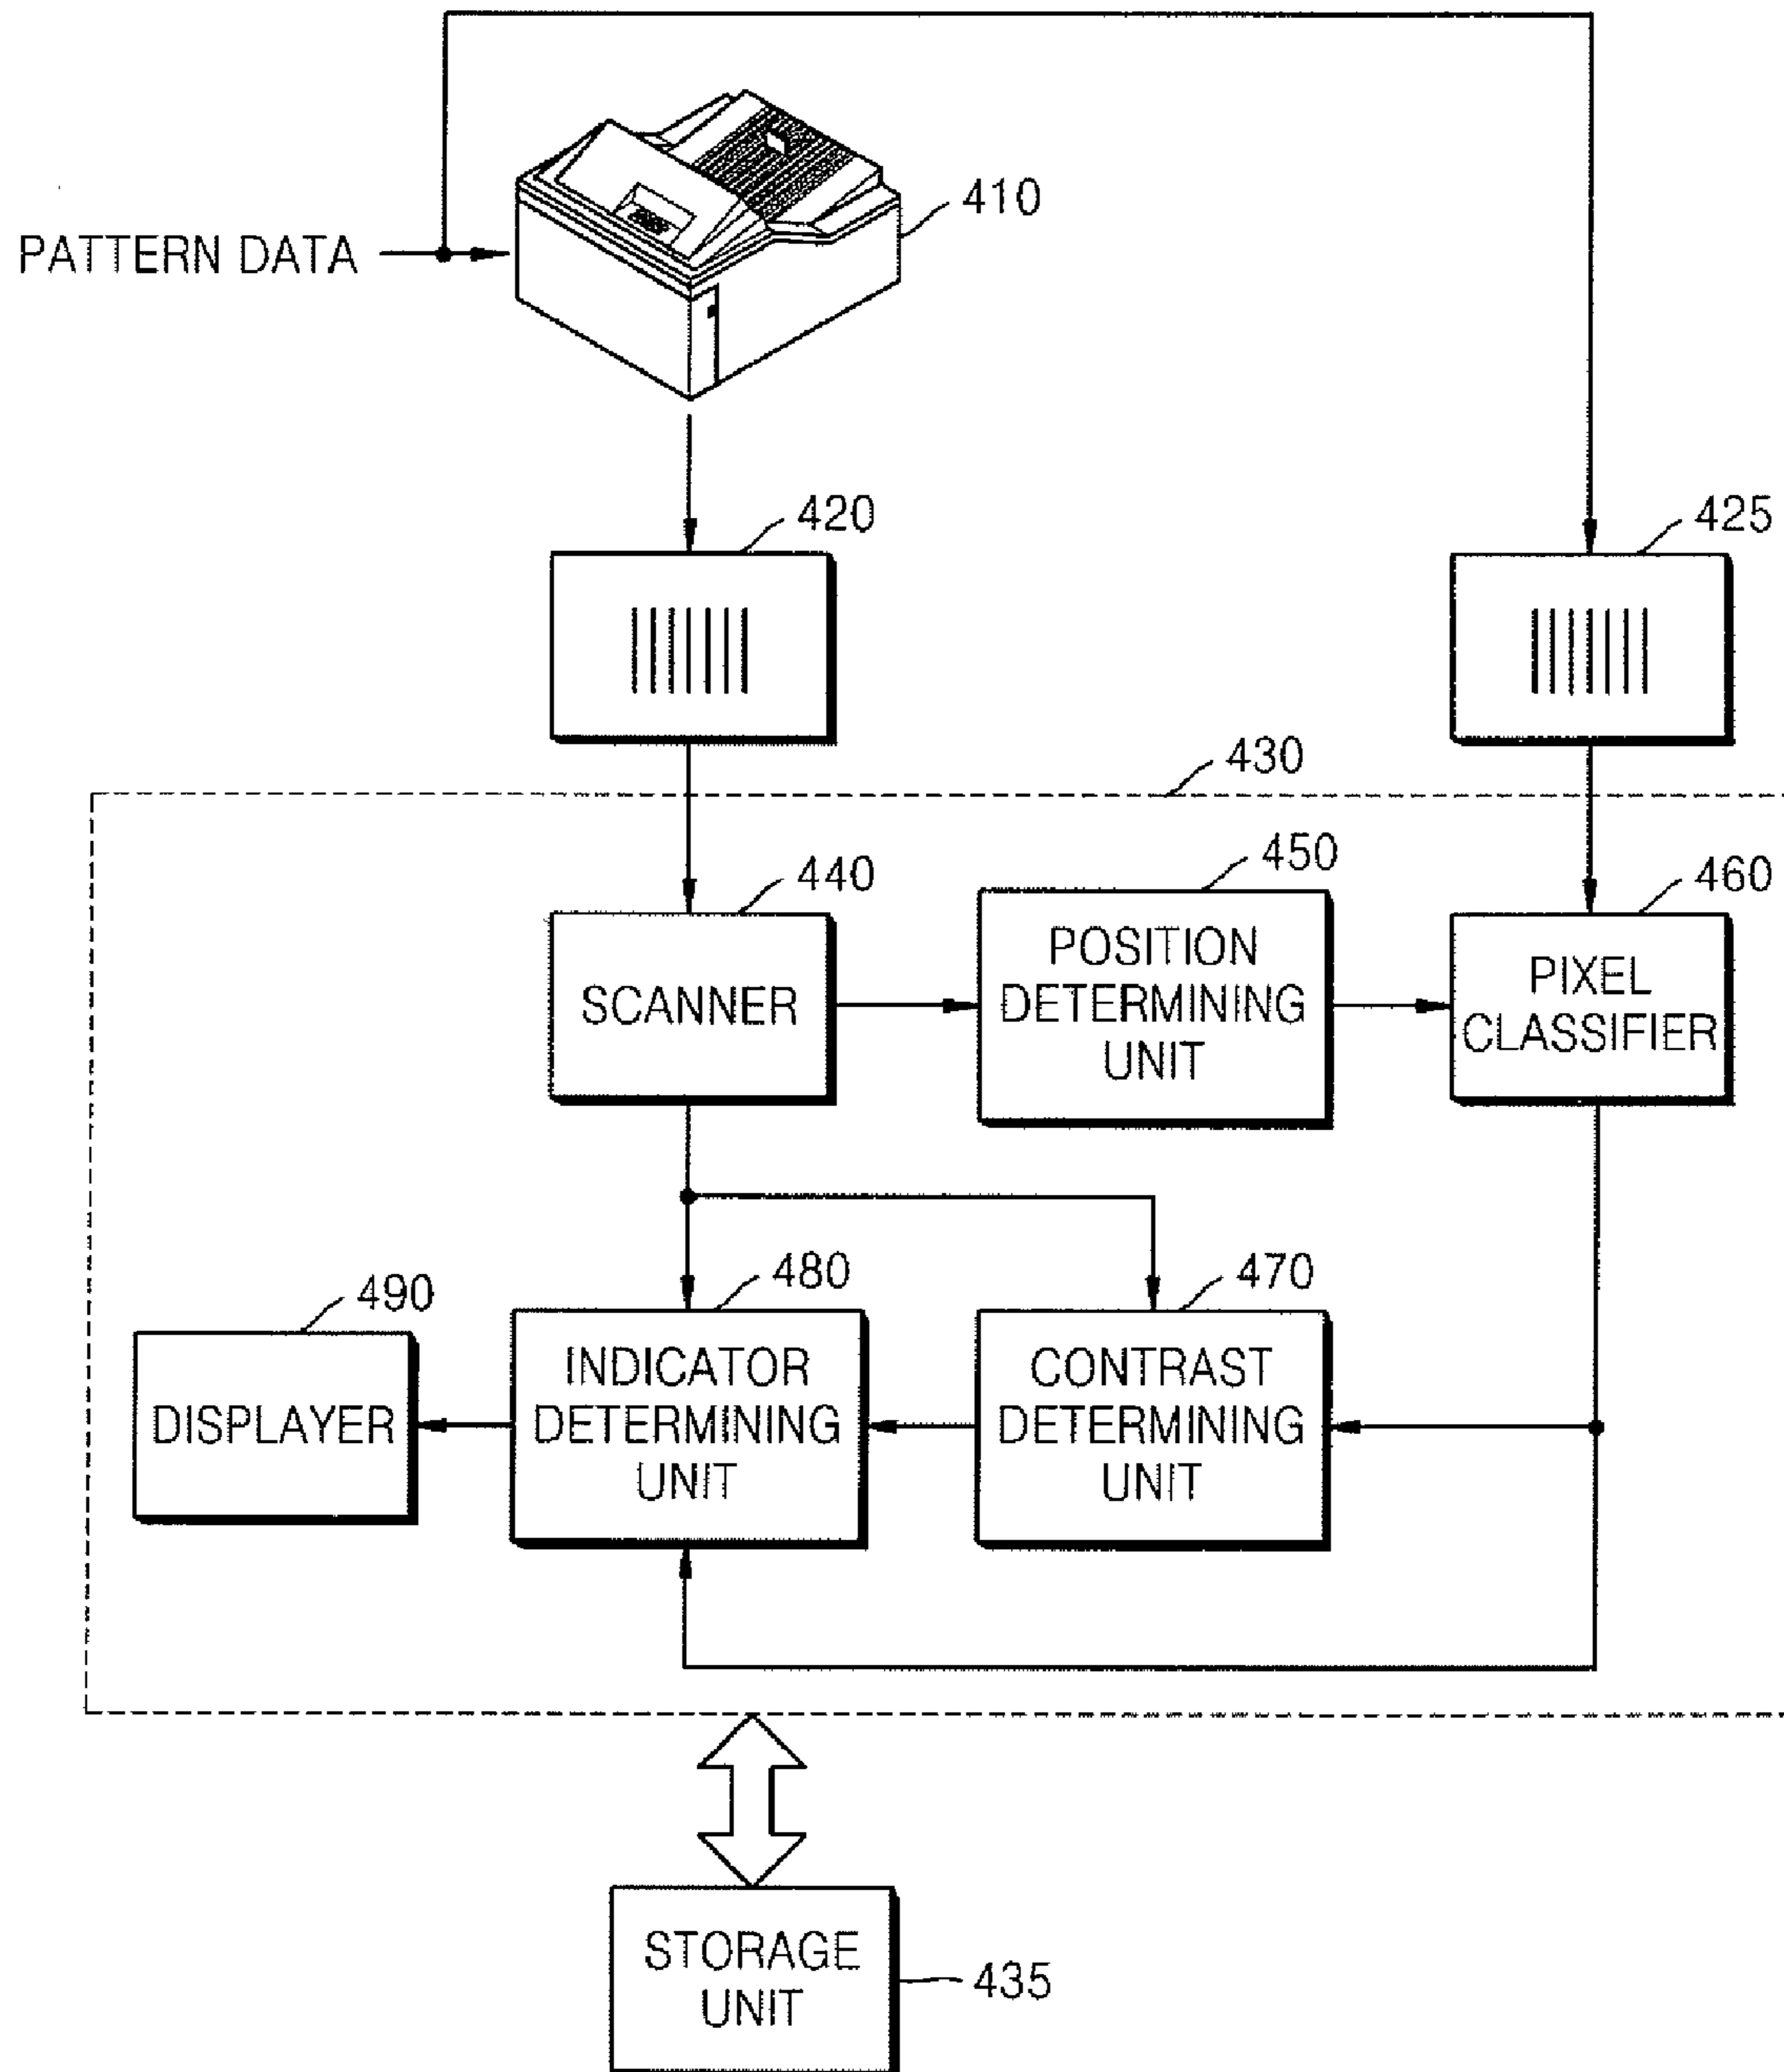 410
PATTERN DATA
420
425
430
440
450
460
SCANNER
POSITION
DETERMINING
UNIT
PIXEL
CLASSIFIER
490
480
470
DISPLAYER
INDICATOR
DETERMINING
UNIT
CONTRAST
DETERMINING
UNIT
STORAGE
UNIT
435